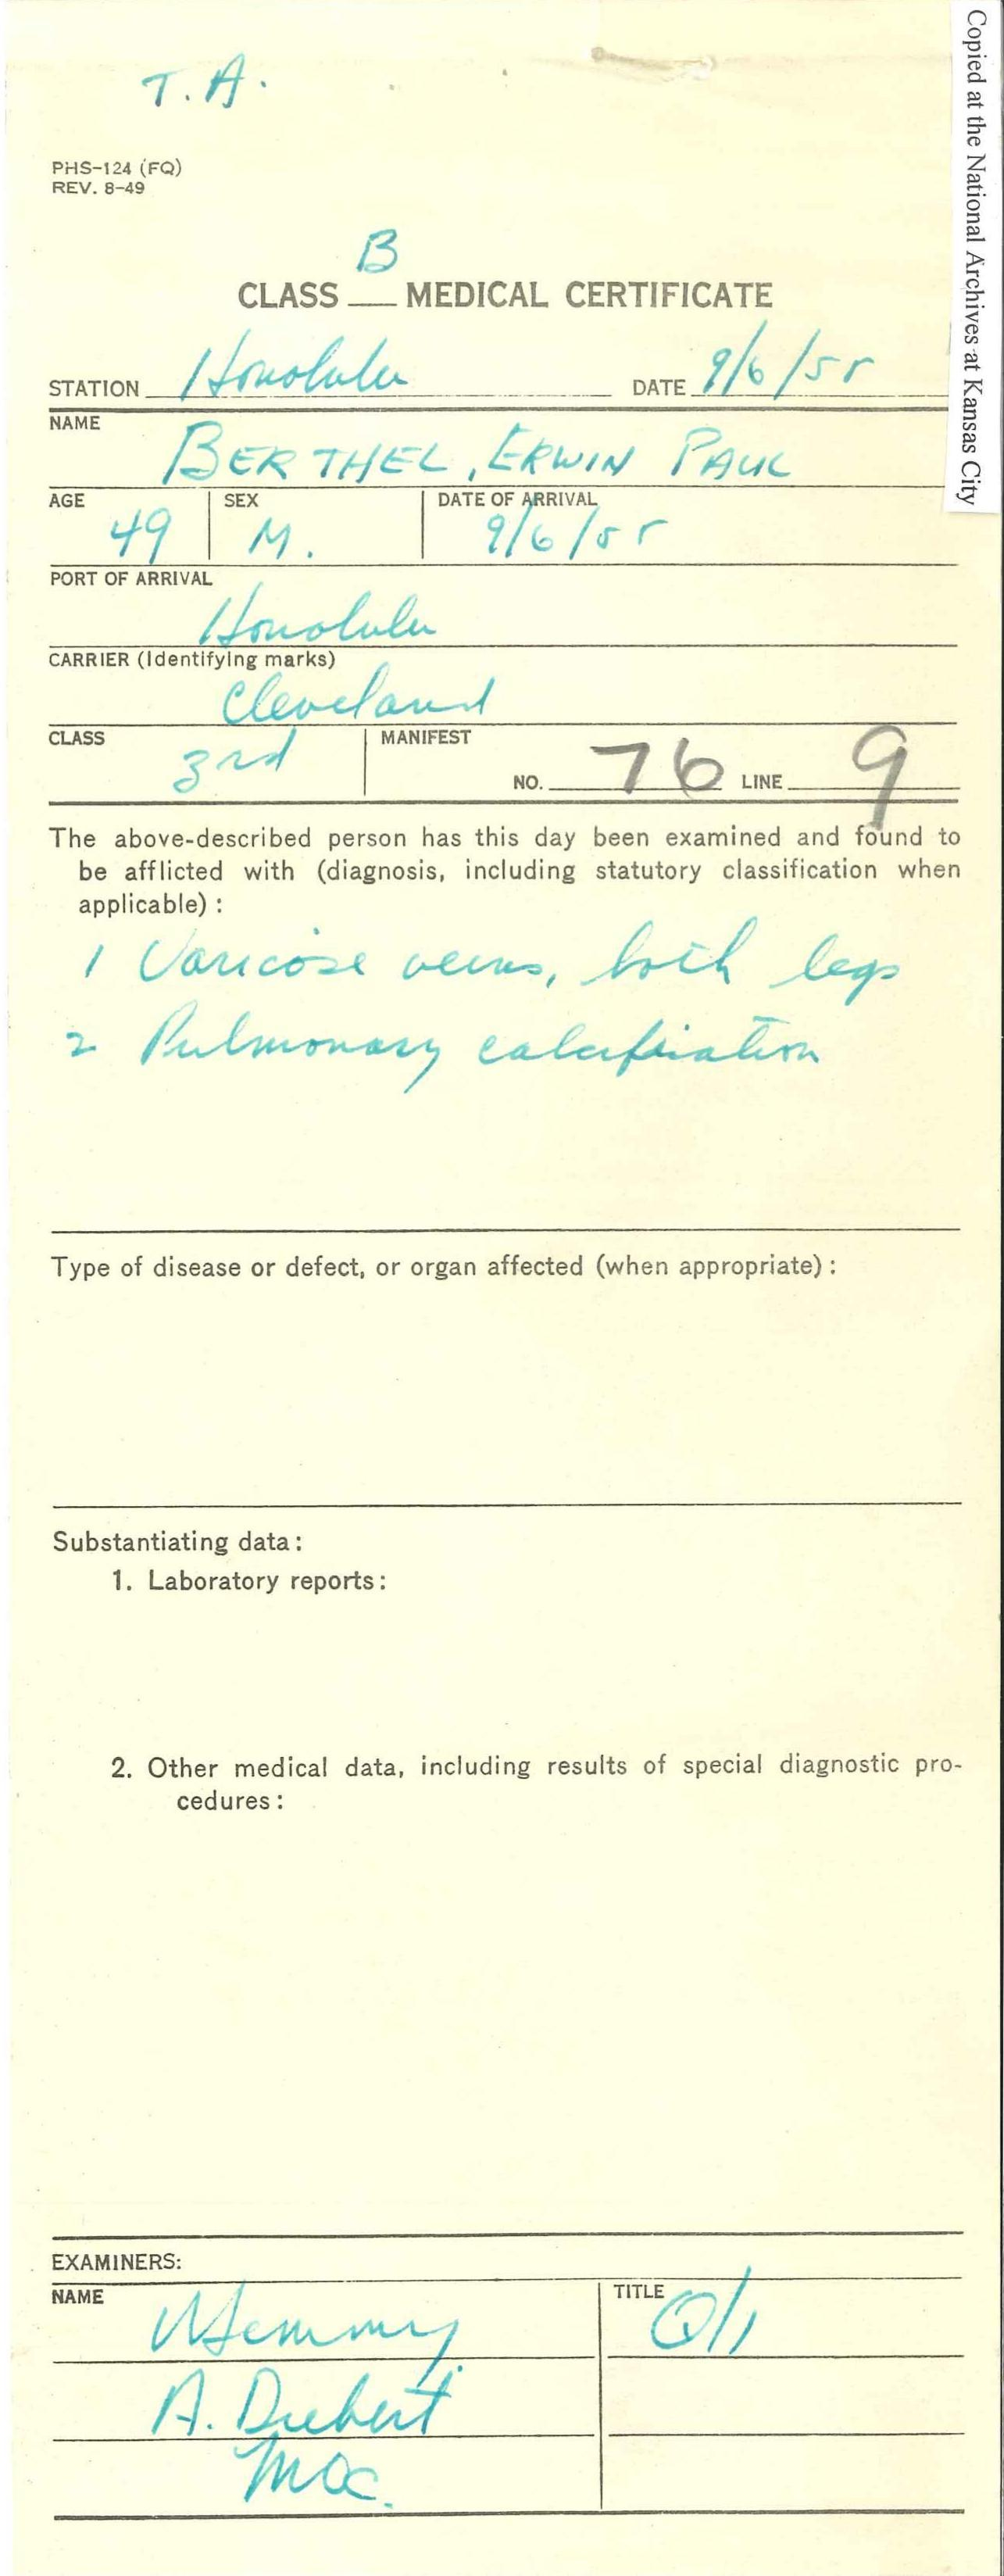 T.A.
Copied at the National Archives at Kansas City
PHS-124 (FQ)
REV. 8-49
B
CLASS MEDICAL CERTIFICATE
STATION Honolulu DATE 9/6/55
NAME
BERTHEL, ERWIN PAUL
AGE SEX DATE OF ARRIVAL
49 M. 9/6/55
PORT OF ARRIVAL
Honolulu
CARRIER (Identifying marks)
Cleveland
CLASS MANIFEST
3rd NO. 76 LINE 9
The above-described person has this day been examined and found to
be afflicted with (diagnosis, including statutory classification when
applicable):
1 Varicose veins, both legs
2 Pulmonary calcification
Type of disease or defect, or organ affected (when appropriate):
Substantiating data:
1. Laboratory reports:
2. Other medical data, including results of special diagnostic pro-
cedures:
EXAMINERS:
NAME TITLE
A.
MOC.